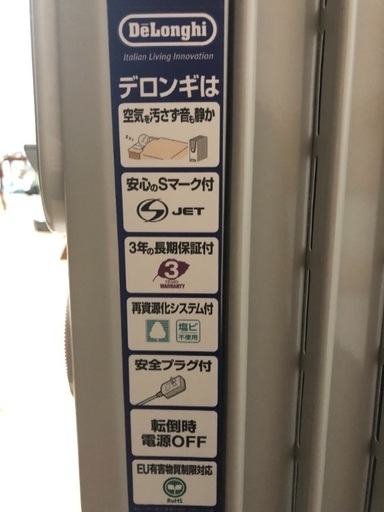 DeLonghi
Italian Living Innovation
デロンギは
空気を汚さず音も静か
安心のSマーク付
S JET
3年の長期保証付
3
YEARS
WARRANTY
再資源化システム付
塩ビ
不使用
安全プラグ付
転倒時
電源OFF
EU有害物質制限対応
RoHS